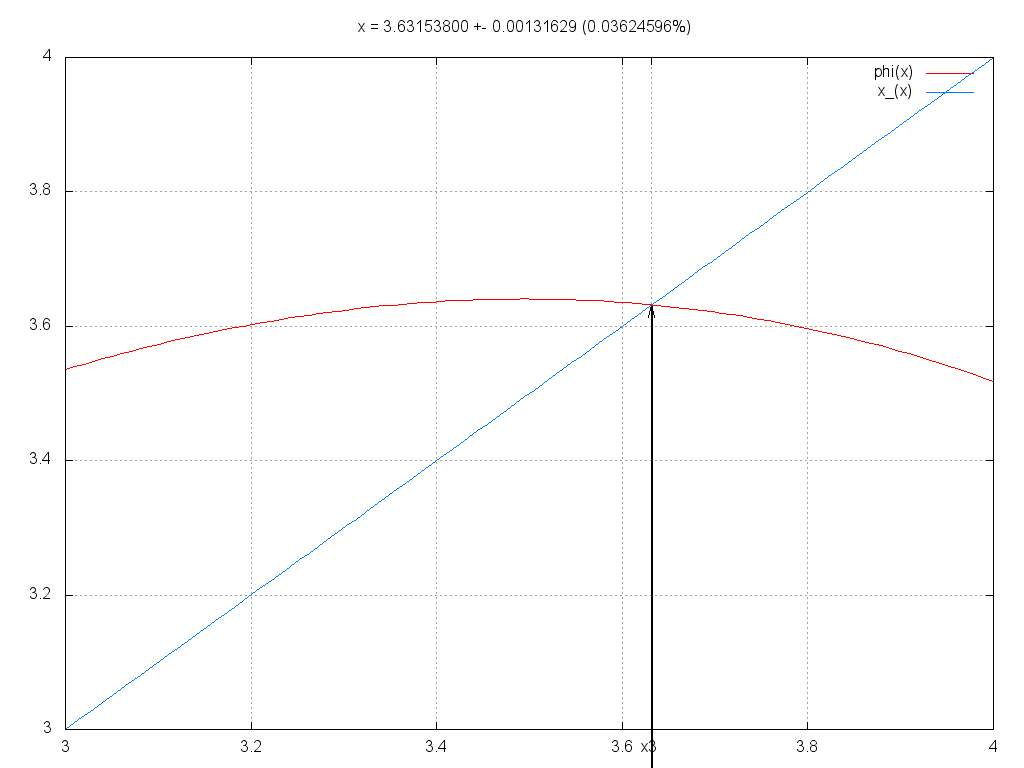 x = 3.63153800 +- 0.00131629 (0.03624596%)
4
phi(x)
x_(x)
3.8
3.6
3.4
3.2
3
3 3.2 3.4 3.6 x3 3.8 4